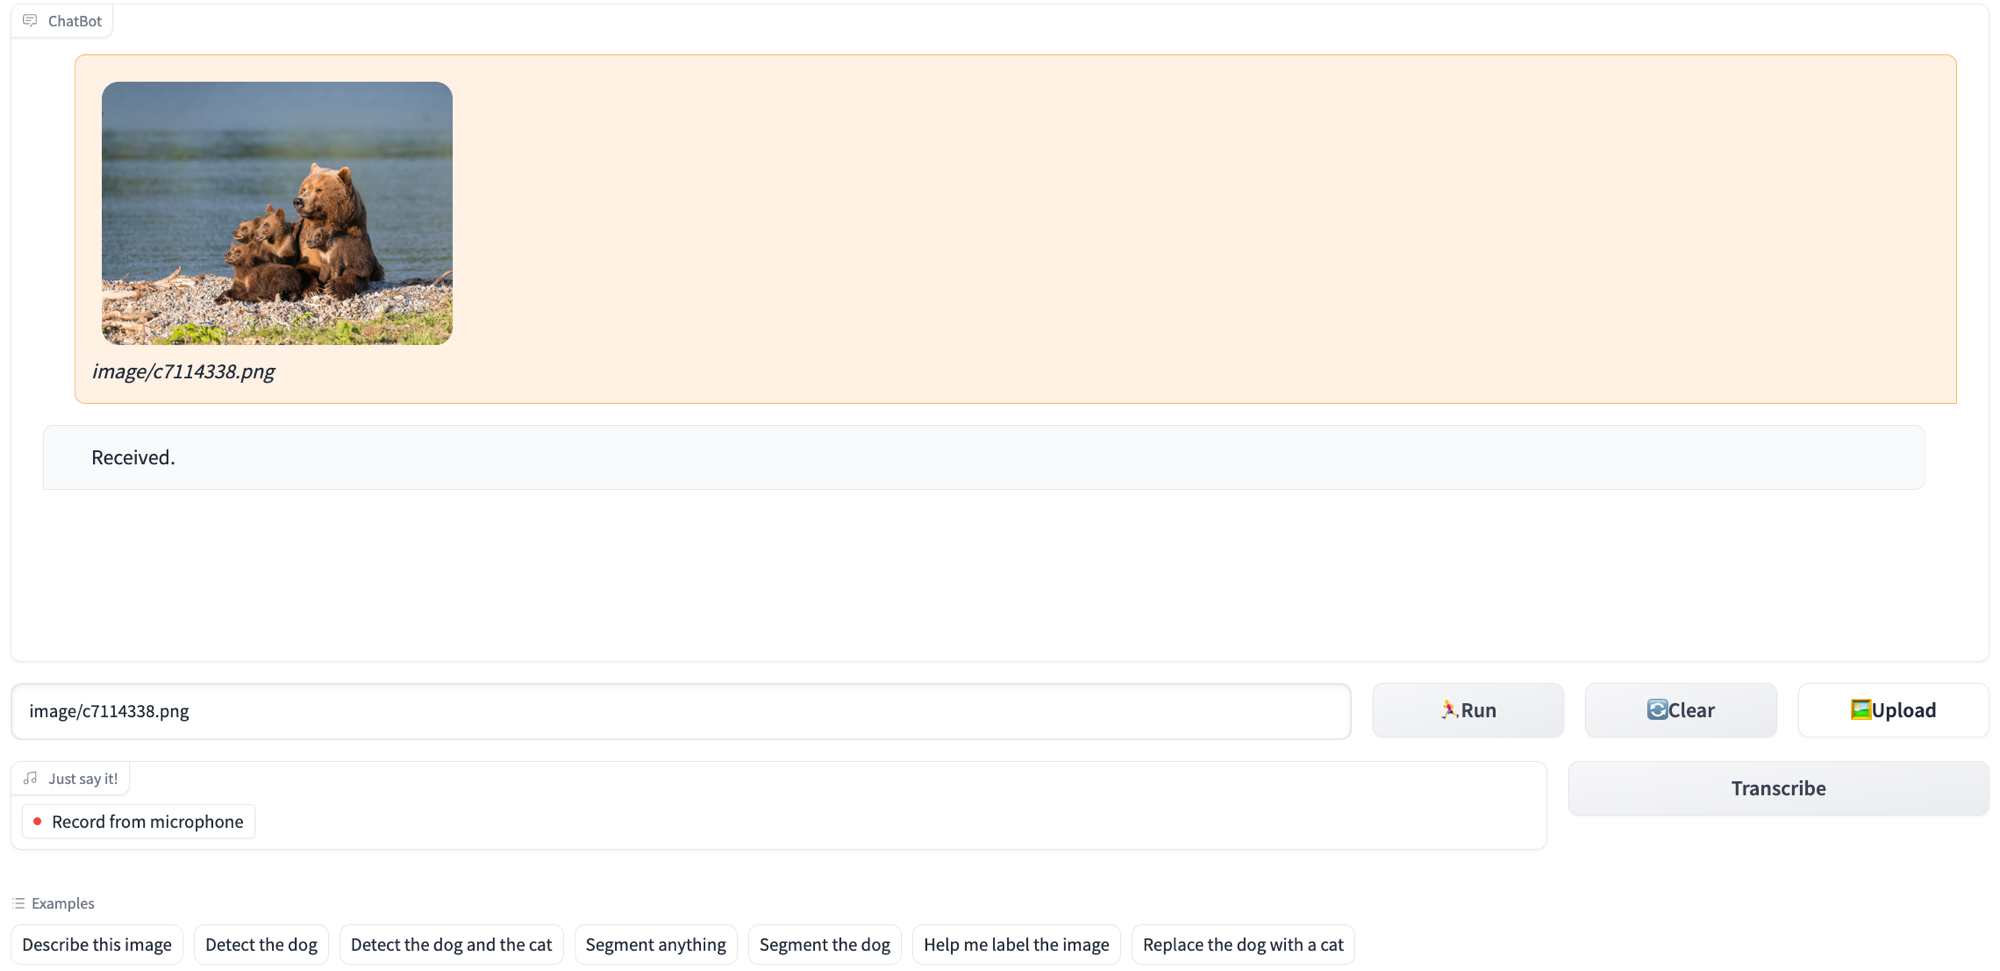 ChatBot
image/c7114338.png
Received.
image/c7114338.png
Run
Clear
Upload
Just say it!
Record from microphone
Transcribe
Examples
Describe this image
Detect the dog
Detect the dog and the cat
Segment anything
Segment the dog
Help me label the image
Replace the dog with a cat